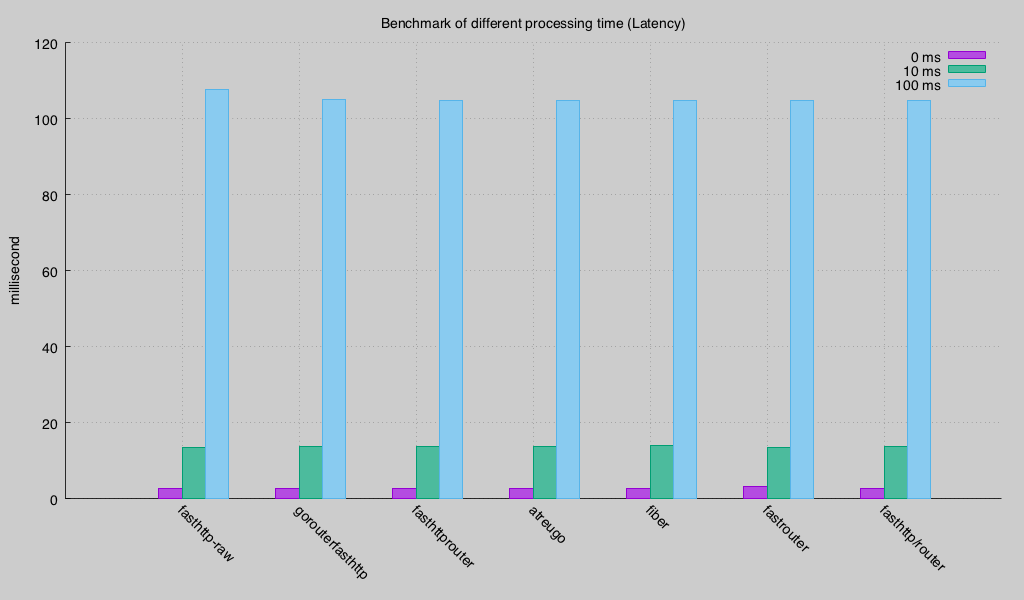 Benchmark of different processing time (Latency)
0 ms
10 ms
100 ms
millisecond
120
100
80
60
40
20
0
fasthttp-raw
gorouterfasthttp
fasthttprouter
atreugo
fiber
fastrouter
fasthttp/router